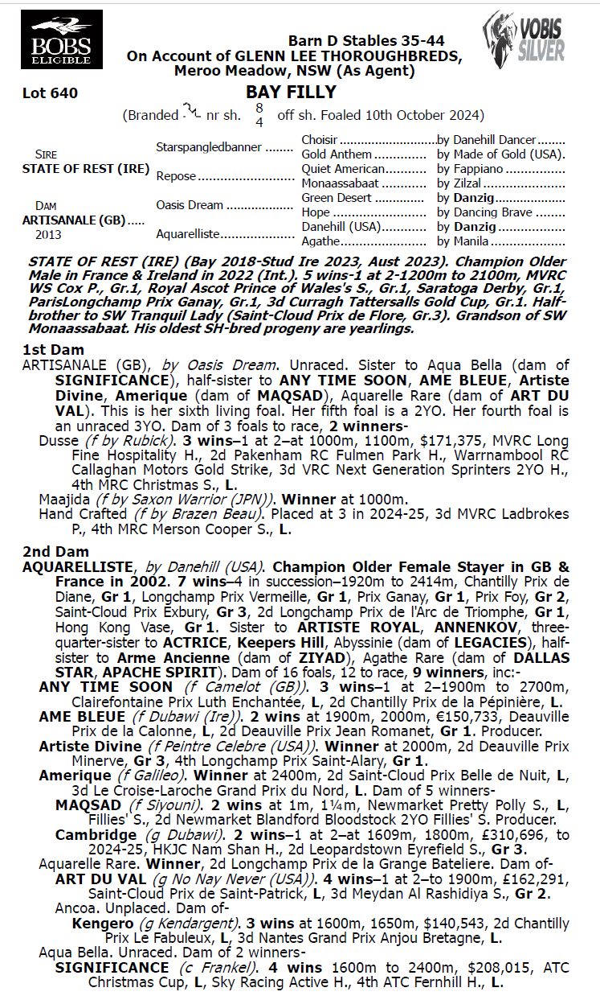 BOBS
ELIGIBLE
VOBIS
SILVER
Barn D Stables 35-44
On Account of GLENN LEE THOROUGHBREDS,
Meroo Meadow, NSW (As Agent)
Lot 640
BAY FILLY
(Branded nr sh. 8 off sh. Foaled 10th October 2024)
4
SIRE
STATE OF REST (IRE)
Starspangledbanner ........
Choisir ............................by Danehill Dancer........
Gold Anthem............... by Made of Gold (USA).
Repose...........................
Quiet American............ by Fappiano .................
Monaassabaat ............. by Zilzal.......................
DAM
ARTISANALE (GB).....
2013
Oasis Dream ...................
Green Desert .............. by Danzig.....................
Hope ........................... by Dancing Brave ........
Aquarelliste.....................
Danehill (USA)............. by Danzig.....................
Agathe......................... by Manila.....................
STATE OF REST (IRE) (Bay 2018-Stud Ire 2023, Aust 2023). Champion Older
Male in France & Ireland in 2022 (Int.). 5 wins-1 at 2-1200m to 2100m, MVRC
WS Cox P., Gr.1, Royal Ascot Prince of Wales's S., Gr.1, Saratoga Derby, Gr.1,
ParisLongchamp Prix Ganay, Gr.1, 3d Curragh Tattersalls Gold Cup, Gr.1. Half-
brother to SW Tranquil Lady (Saint-Cloud Prix de Flore, Gr.3). Grandson of SW
Monaassabaat. His oldest SH-bred progeny are yearlings.
1st Dam
ARTISANALE (GB), by Oasis Dream. Unraced. Sister to Aqua Bella (dam of
SIGNIFICANCE), half-sister to ANY TIME SOON, AME BLEUE, Artiste
Divine, Amerique (dam of MAQSAD), Aquarelle Rare (dam of ART DU
VAL). This is her sixth living foal. Her fifth foal is a 2YO. Her fourth foal is
an unraced 3YO. Dam of 3 foals to race, 2 winners-
Dusse (f by Rubick). 3 wins–1 at 2–at 1000m, 1100m, $171,375, MVRC Long
Fine Hospitality H., 2d Pakenham RC Fulmen Park H., Warrnambool RC
Callaghan Motors Gold Strike, 3d VRC Next Generation Sprinters 2YO H.,
4th MRC Christmas S., L.
Maajida (f by Saxon Warrior (JPN)). Winner at 1000m.
Hand Crafted (f by Brazen Beau). Placed at 3 in 2024-25, 3d MVRC Ladbrokes
P., 4th MRC Merson Cooper S., L.
2nd Dam
AQUARELLISTE, by Danehill (USA). Champion Older Female Stayer in GB &
France in 2002. 7 wins–4 in succession–1920m to 2414m, Chantilly Prix de
Diane, Gr 1, Longchamp Prix Vermeille, Gr 1, Prix Ganay, Gr 1, Prix Foy, Gr 2,
Saint-Cloud Prix Exbury, Gr 3, 2d Longchamp Prix de l'Arc de Triomphe, Gr 1,
Hong Kong Vase, Gr 1. Sister to ARTISTE ROYAL, ANNENKOV, three-
quarter-sister to ACTRICE, Keepers Hill, Abyssinie (dam of LEGACIES), half-
sister to Arme Ancienne (dam of ZIYAD), Agathe Rare (dam of DALLAS
STAR, APACHE SPIRIT). Dam of 16 foals, 12 to race, 9 winners, inc:-
ANY TIME SOON (f Camelot (GB)). 3 wins–1 at 2–1900m to 2700m,
Clairefontaine Prix Luth Enchantée, L, 2d Chantilly Prix de la Pépinière, L.
AME BLEUE (f Dubawi (Ire)). 2 wins at 1900m, 2000m, €150,733, Deauville
Prix de la Calonne, L, 2d Deauville Prix Jean Romanet, Gr 1. Producer.
Artiste Divine (f Peintre Celebre (USA)). Winner at 2000m, 2d Deauville Prix
Minerve, Gr 3, 4th Longchamp Prix Saint-Alary, Gr 1.
Amerique (f Galileo). Winner at 2400m, 2d Saint-Cloud Prix Belle de Nuit, L,
3d Le Croise-Laroche Grand Prix du Nord, L. Dam of 5 winners-
MAQSAD (f Siyouni). 2 wins at 1m, 1¼m, Newmarket Pretty Polly S., L,
Fillies' S., 2d Newmarket Blandford Bloodstock 2YO Fillies' S. Producer.
Cambridge (g Dubawi). 2 wins–1 at 2–at 1609m, 1800m, £310,696, to
2024-25, HKJC Nam Shan H., 2d Leopardstown Eyrefield S., Gr 3.
Aquarelle Rare. Winner, 2d Longchamp Prix de la Grange Bateliere. Dam of-
ART DU VAL (g No Nay Never (USA)). 4 wins–1 at 2–to 1900m, £162,291,
Saint-Cloud Prix de Saint-Patrick, L, 3d Meydan Al Rashidiya S., Gr 2.
Ancoa. Unplaced. Dam of-
Kengero (g Kendargent). 3 wins at 1600m, 1650m, $140,543, 2d Chantilly
Prix Le Fabuleux, L, 3d Nantes Grand Prix Anjou Bretagne, L.
Aqua Bella. Unraced. Dam of 2 winners-
SIGNIFICANCE (c Frankel). 4 wins 1600m to 2400m, $208,015, ATC
Christmas Cup, L, Sky Racing Active H., 4th ATC Fernhill H., L.